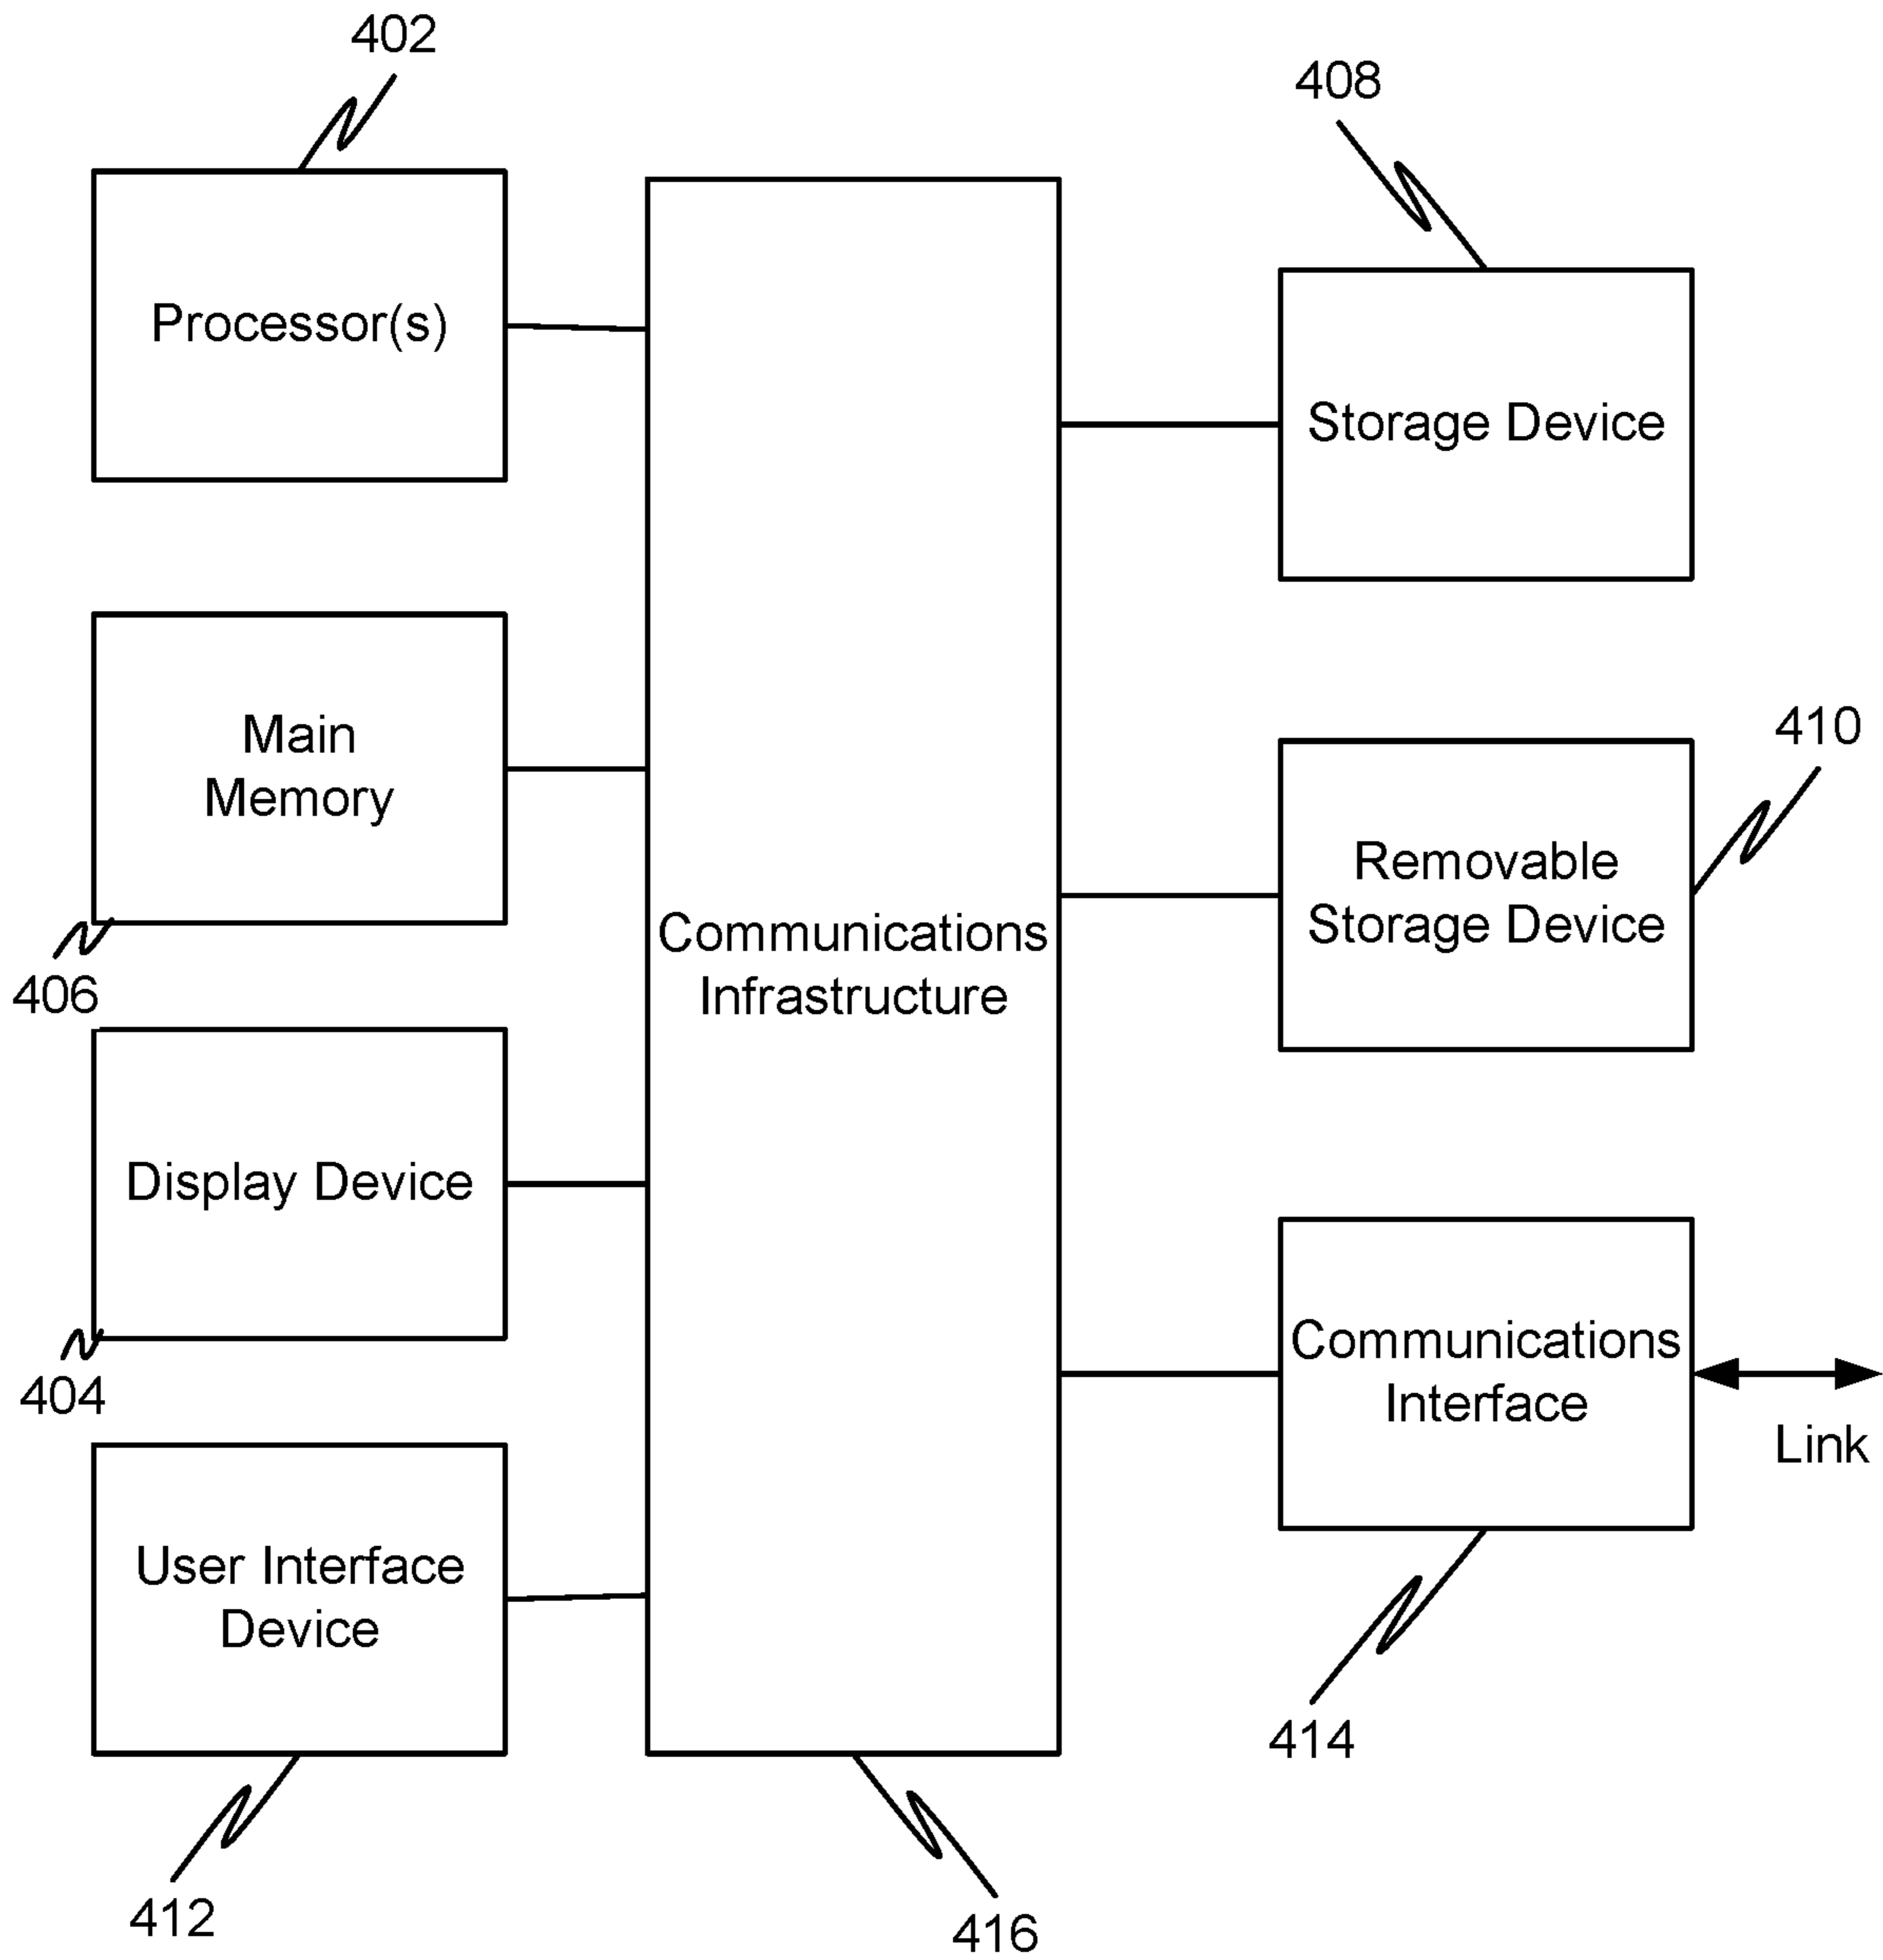 402
408
Processor(s)
Storage Device
Main
Memory
410
Removable
Storage Device
Communications
Infrastructure
406
Display Device
404
Communications
Interface
Link
User Interface
Device
414
412
416